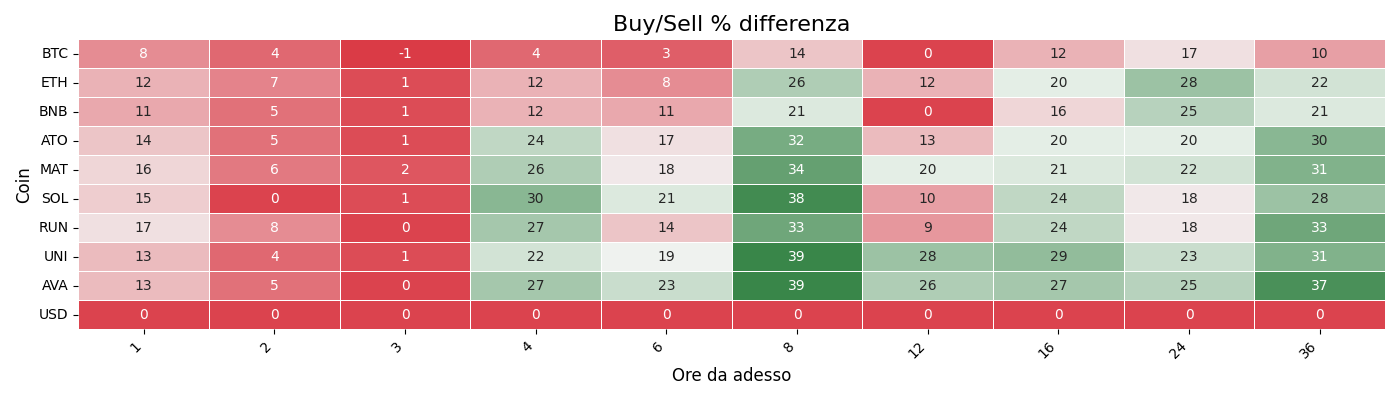 Buy/Sell % differenza
Coin
BTC 8 4 -1 4 3 14 0 12 17 10
ETH 12 7 1 12 8 26 12 20 28 22
BNB 11 5 1 12 11 21 0 16 25 21
ATO 14 5 1 24 17 32 13 20 20 30
MAT 16 6 2 26 18 34 20 21 22 31
SOL 15 0 1 30 21 38 10 24 18 28
RUN 17 8 0 27 14 33 9 24 18 33
UNI 13 4 1 22 19 39 28 29 23 31
AVA 13 5 0 27 23 39 26 27 25 37
USD 0 0 0 0 0 0 0 0 0 0
1 2 3 4 6 8 12 16 24 36
Ore da adesso